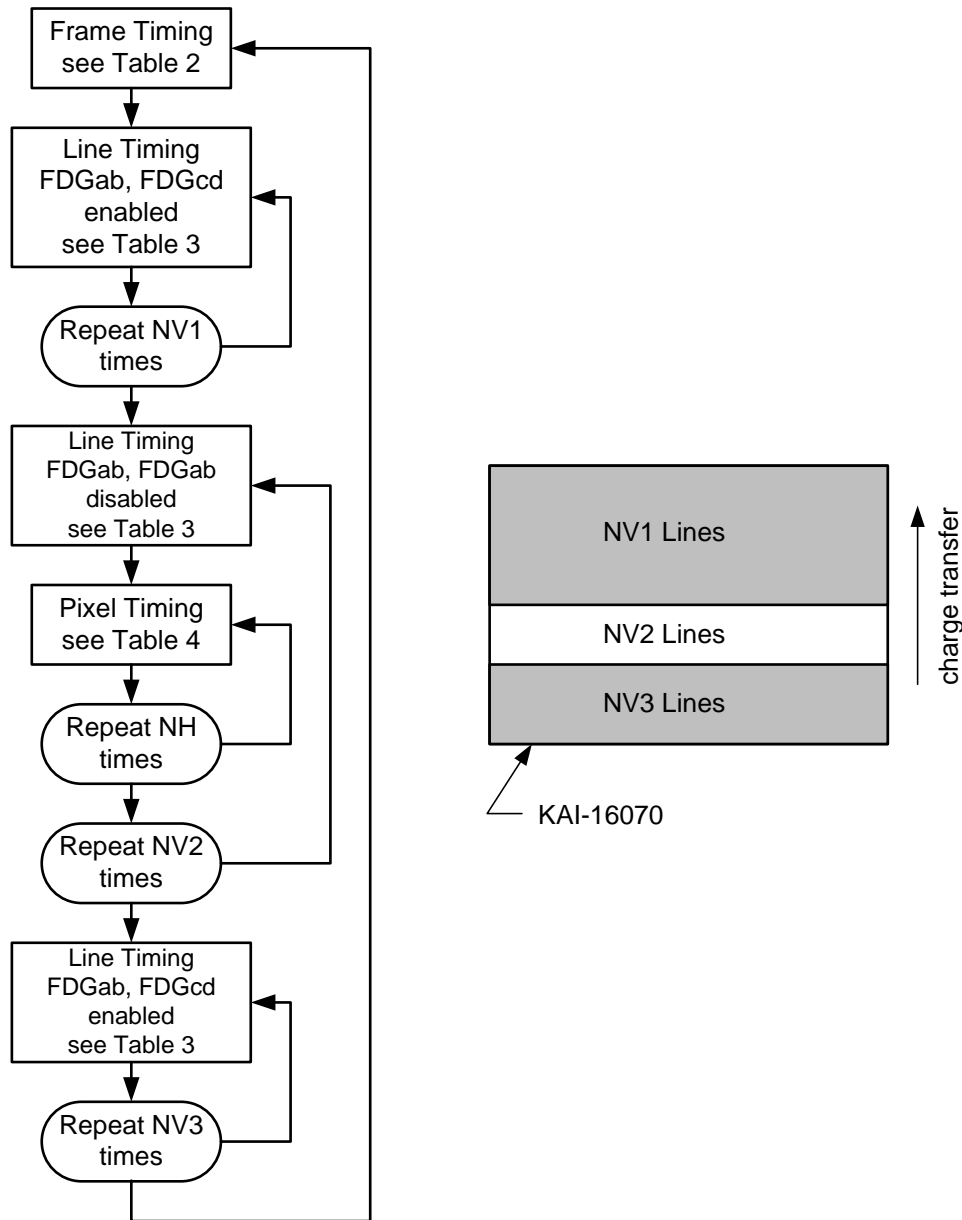 Frame Timing
see Table 2
Line Timing
FDGab, FDGcd
enabled
see Table 3
Repeat NV1
times
Line Timing
FDGab, FDGab
disabled
see Table 3
Pixel Timing
see Table 4
Repeat NH
times
Repeat NV2
times
Line Timing
FDGab, FDGcd
enabled
see Table 3
Repeat NV3
times
NV1 Lines
NV2 Lines
NV3 Lines
KAI-16070
charge transfer